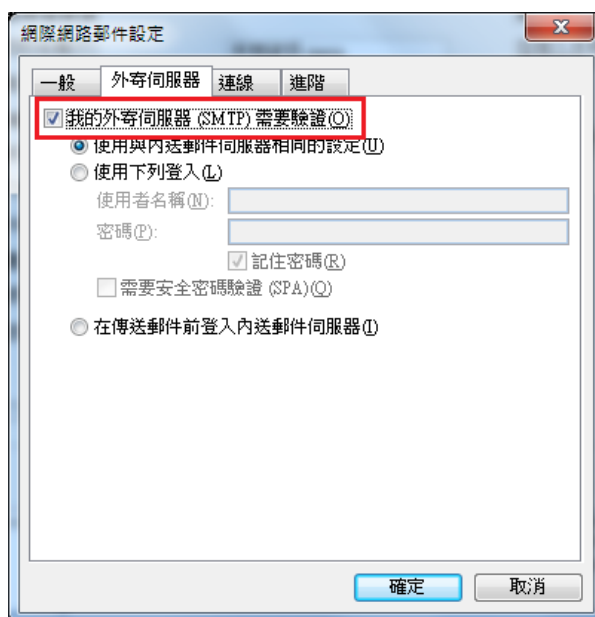 網際網路郵件設定
一般 外寄伺服器 連線 進階
我的外寄伺服器 (SMTP) 需要驗證(O)
使用與內送郵件伺服器相同的設定(U)
使用下列登入(L)
使用者名稱(N):
密碼(P):
記住密碼(R)
需要安全密碼驗證 (SPA)(Q)
在傳送郵件前登入內送郵件伺服器(I)
確定 取消